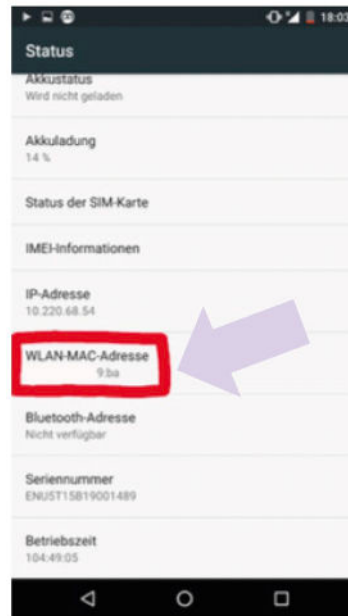 18:03
Status
Akkustatus
Wird nicht geladen
Akkuladung
14 %
Status der SIM-Karte
IMEI-Informationen
IP-Adresse
10.220.68.54
WLAN-MAC-Adresse
9:ba
Bluetooth-Adresse
Nicht verfügbar
Seriennummer
ENU5T15B19001489
Betriebszeit
104:49:05